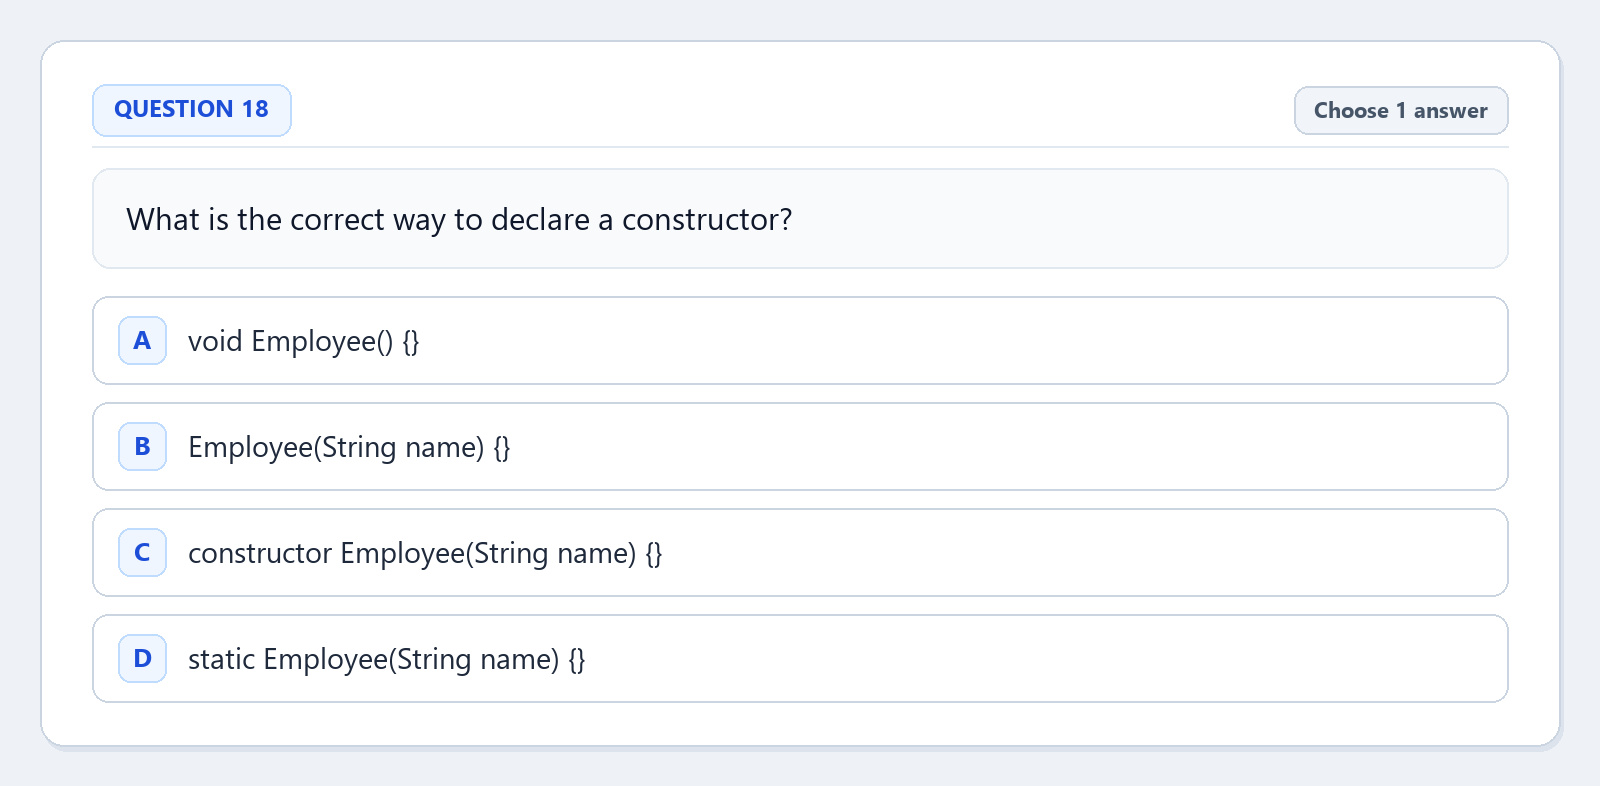 QUESTION 18
Choose 1 answer
What is the correct way to declare a constructor?
A void Employee() {}
B Employee(String name) {}
C constructor Employee(String name) {}
D static Employee(String name) {}